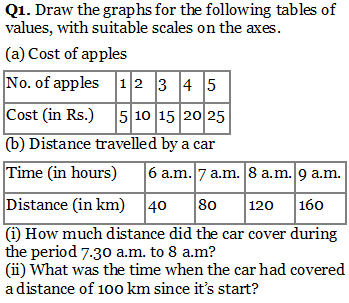 Q1. Draw the graphs for the following tables of
values, with suitable scales on the axes.
(a) Cost of apples
No. of apples 1 2 3 4 5
Cost (in Rs.) 5 10 15 20 25
(b) Distance travelled by a car
Time (in hours) 6 a.m. 7 a.m. 8 a.m. 9 a.m.
Distance (in km) 40 80 120 160
(i) How much distance did the car cover during
the period 7.30 a.m. to 8 a.m?
(ii) What was the time when the car had covered
a distance of 100 km since it's start?